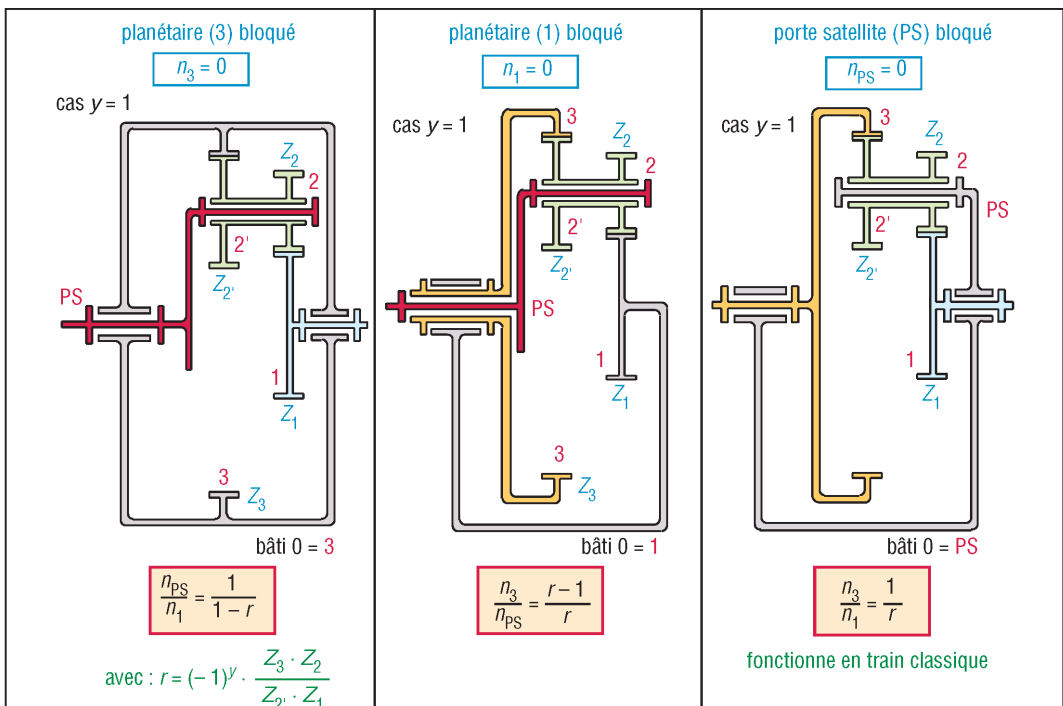 planétaire (3) bloqué
n3 = 0
cas y = 1
Z2
2
2'
Z2'
PS
1
Z1
3
Z3
bâti 0 = 3
nPS / n1 = 1 / (1 – r)
avec : r = (– 1)^y · (Z3 · Z2) / (Z2' · Z1)
planétaire (1) bloqué
n1 = 0
cas y = 1
3
Z2
2
2'
Z2'
PS
1
Z1
3
Z3
bâti 0 = 1
n3 / nPS = (r – 1) / r
porte satellite (PS) bloqué
nPS = 0
cas y = 1
3
Z2
2
PS
2'
Z2'
1
Z1
bâti 0 = PS
n3 / n1 = 1 / r
fonctionne en train classique